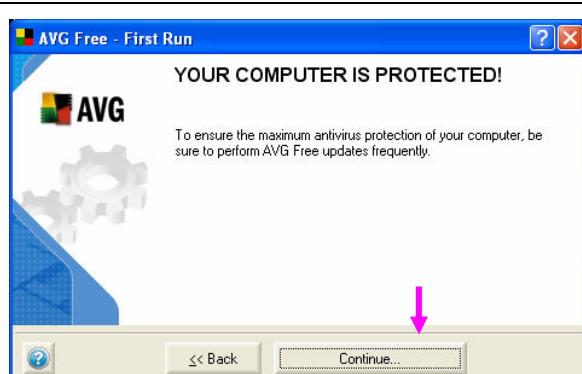 AVG Free - First Run
YOUR COMPUTER IS PROTECTED!
AVG
To ensure the maximum antivirus protection of your computer, be
sure to perform AVG Free updates frequently.
<< Back
Continue...